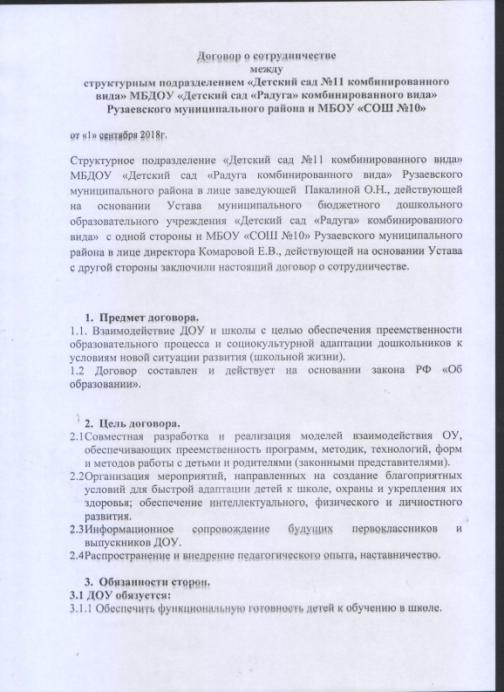 Договор о сотрудничестве
между
структурным подразделением «Детский сад №11 комбинированного
вида» МБДОУ «Детский сад «Радуга» комбинированного вида»
Рузаевского муниципального района и МБОУ «СОШ №10»
от «1» сентября 2018г.
Структурное подразделение «Детский сад №11 комбинированного вида»
МБДОУ «Детский сад «Радуга комбинированного вида» Рузаевского
муниципального района в лице заведующей Пакалиной О.Н., действующей
на основании Устава муниципального бюджетного дошкольного
образовательного учреждения «Детский сад «Радуга» комбинированного
вида» с одной стороны и МБОУ «СОШ №10» Рузаевского муниципального
района в лице директора Комаровой Е.В., действующей на основании Устава
с другой стороны заключили настоящий договор о сотрудничестве.
1. Предмет договора.
1.1. Взаимодействие ДОУ и школы с целью обеспечения преемственности
образовательного процесса и социокультурной адаптации дошкольников к
условиям новой ситуации развития (школьной жизни).
1.2 Договор составлен и действует на основании закона РФ «Об
образовании».
2. Цель договора.
2.1Совместная разработка и реализация моделей взаимодействия ОУ,
обеспечивающих преемственность программ, методик, технологий, форм
и методов работы с детьми и родителями (законными представителями).
2.2Организация мероприятий, направленных на создание благоприятных
условий для быстрой адаптации детей к школе, охраны и укрепления их
здоровья; обеспечение интеллектуального, физического и личностного
развития.
2.3Информационное сопровождение будущих первоклассников и
выпускников ДОУ.
2.4Распространение и внедрение педагогического опыта, наставничество.
3. Обязанности сторон.
3.1 ДОУ обязуется:
3.1.1 Обеспечить функциональную готовность детей к обучению в школе.